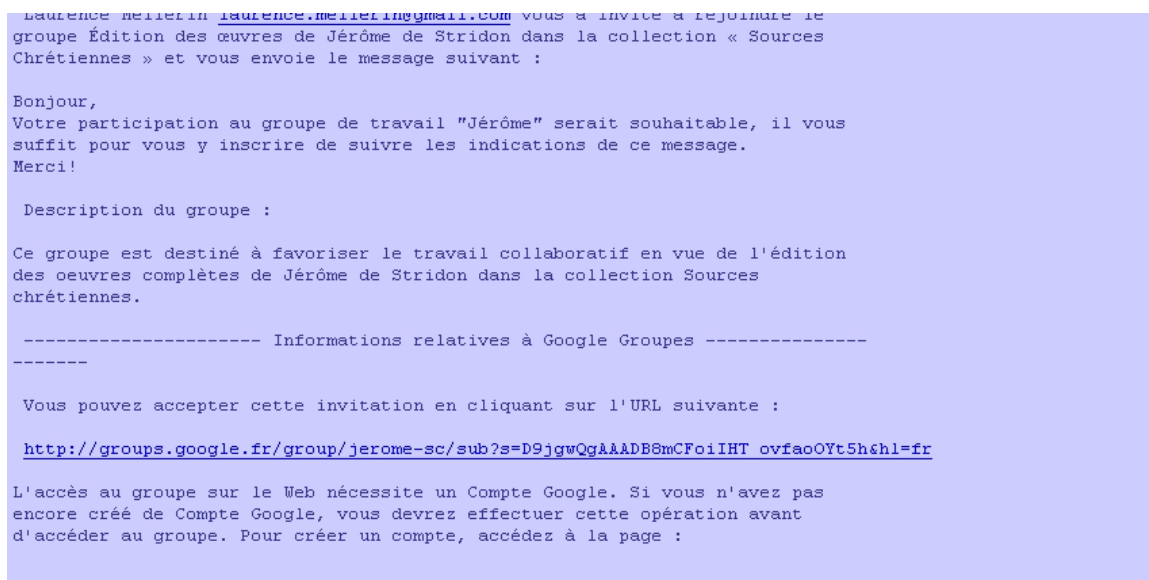 Laurence Mellerin laurence.mellerin@gmail.com vous a invité à rejoindre le
groupe Édition des œuvres de Jérôme de Stridon dans la collection « Sources
Chrétiennes » et vous envoie le message suivant :
Bonjour,
Votre participation au groupe de travail "Jérôme" serait souhaitable, il vous
suffit pour vous y inscrire de suivre les indications de ce message.
Merci!
Description du groupe :
Ce groupe est destiné à favoriser le travail collaboratif en vue de l'édition
des oeuvres complètes de Jérôme de Stridon dans la collection Sources
chrétiennes.
---------------------- Informations relatives à Google Groupes ---------------
-------
Vous pouvez accepter cette invitation en cliquant sur l'URL suivante :
http://groups.google.fr/group/jerome-sc/sub?s=D9jgwQgAAADB8mCFoiIHT_ovfaoOYt5h&hl=fr
L'accès au groupe sur le Web nécessite un Compte Google. Si vous n'avez pas
encore créé de Compte Google, vous devrez effectuer cette opération avant
d'accéder au groupe. Pour créer un compte, accédez à la page :